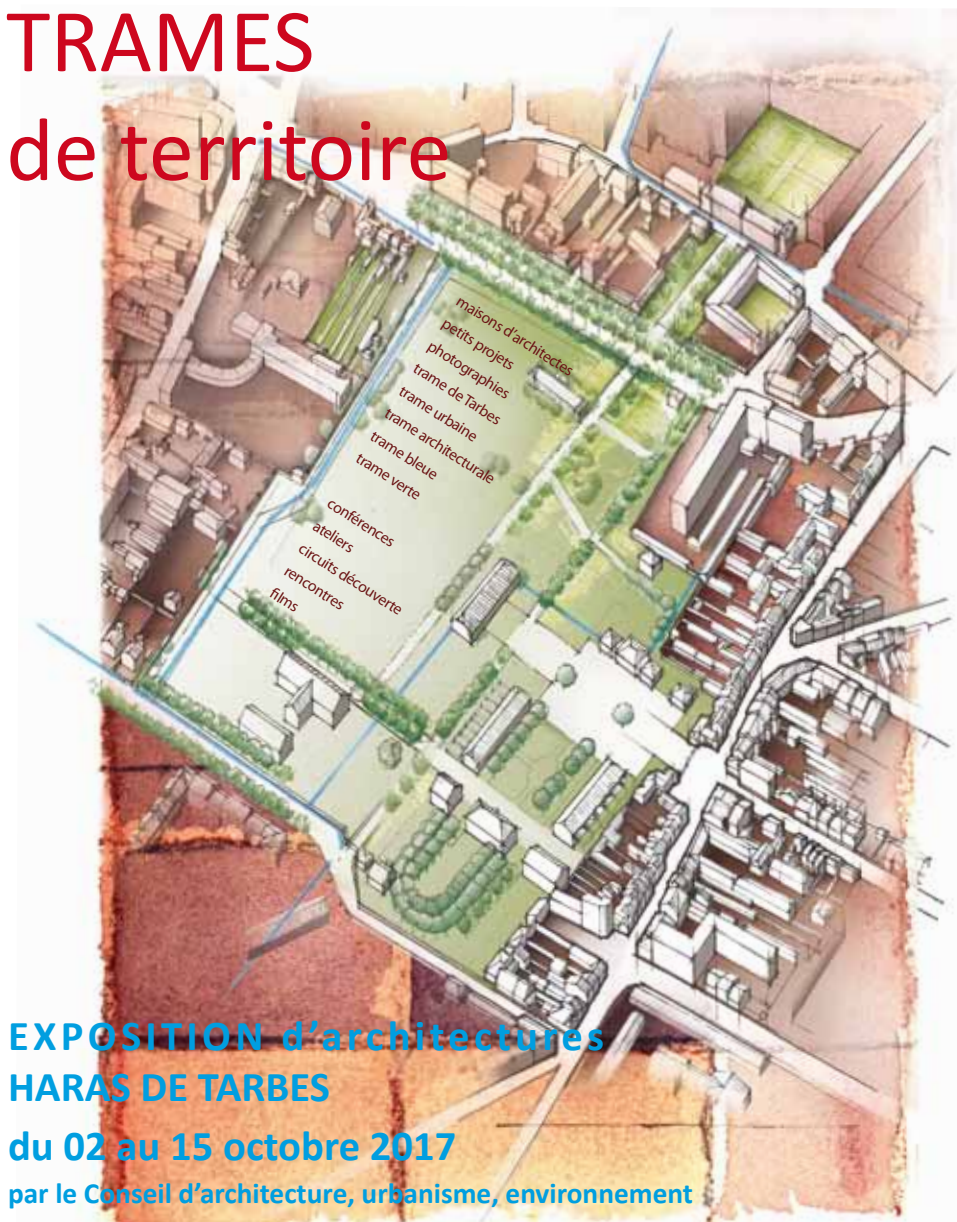 TRAMES
de territoire
maisons d'architectes
petits projets
photographies
trame de Tarbes
trame urbaine
trame architecturale
trame bleue
trame verte
conférences
ateliers
circuits découverte
rencontres
films
EXPOSITION d'architectures
HARAS DE TARBES
du 02 au 15 octobre 2017
par le Conseil d'architecture, urbanisme, environnement